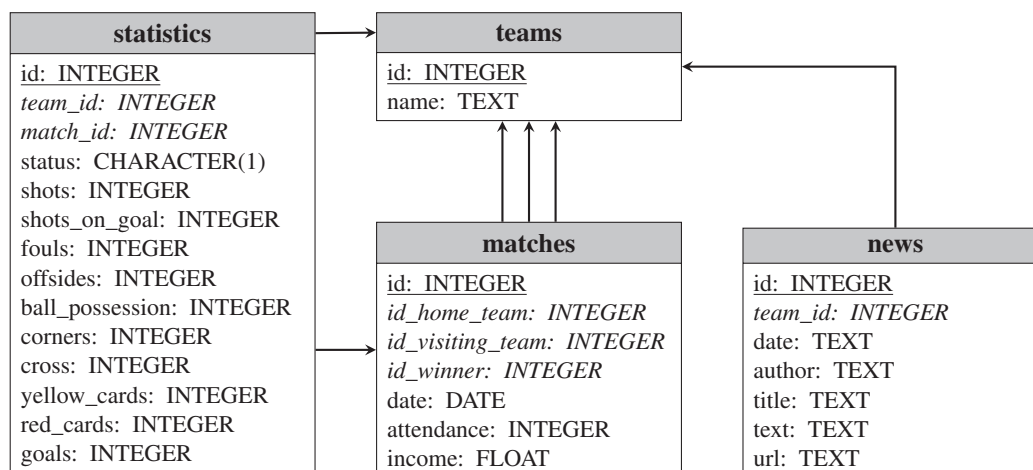 statistics
id: INTEGER
team_id: INTEGER
match_id: INTEGER
status: CHARACTER(1)
shots: INTEGER
shots_on_goal: INTEGER
fouls: INTEGER
offsides: INTEGER
ball_possession: INTEGER
corners: INTEGER
cross: INTEGER
yellow_cards: INTEGER
red_cards: INTEGER
goals: INTEGER
teams
id: INTEGER
name: TEXT
matches
id: INTEGER
id_home_team: INTEGER
id_visiting_team: INTEGER
id_winner: INTEGER
date: DATE
attendance: INTEGER
income: FLOAT
news
id: INTEGER
team_id: INTEGER
date: TEXT
author: TEXT
title: TEXT
text: TEXT
url: TEXT